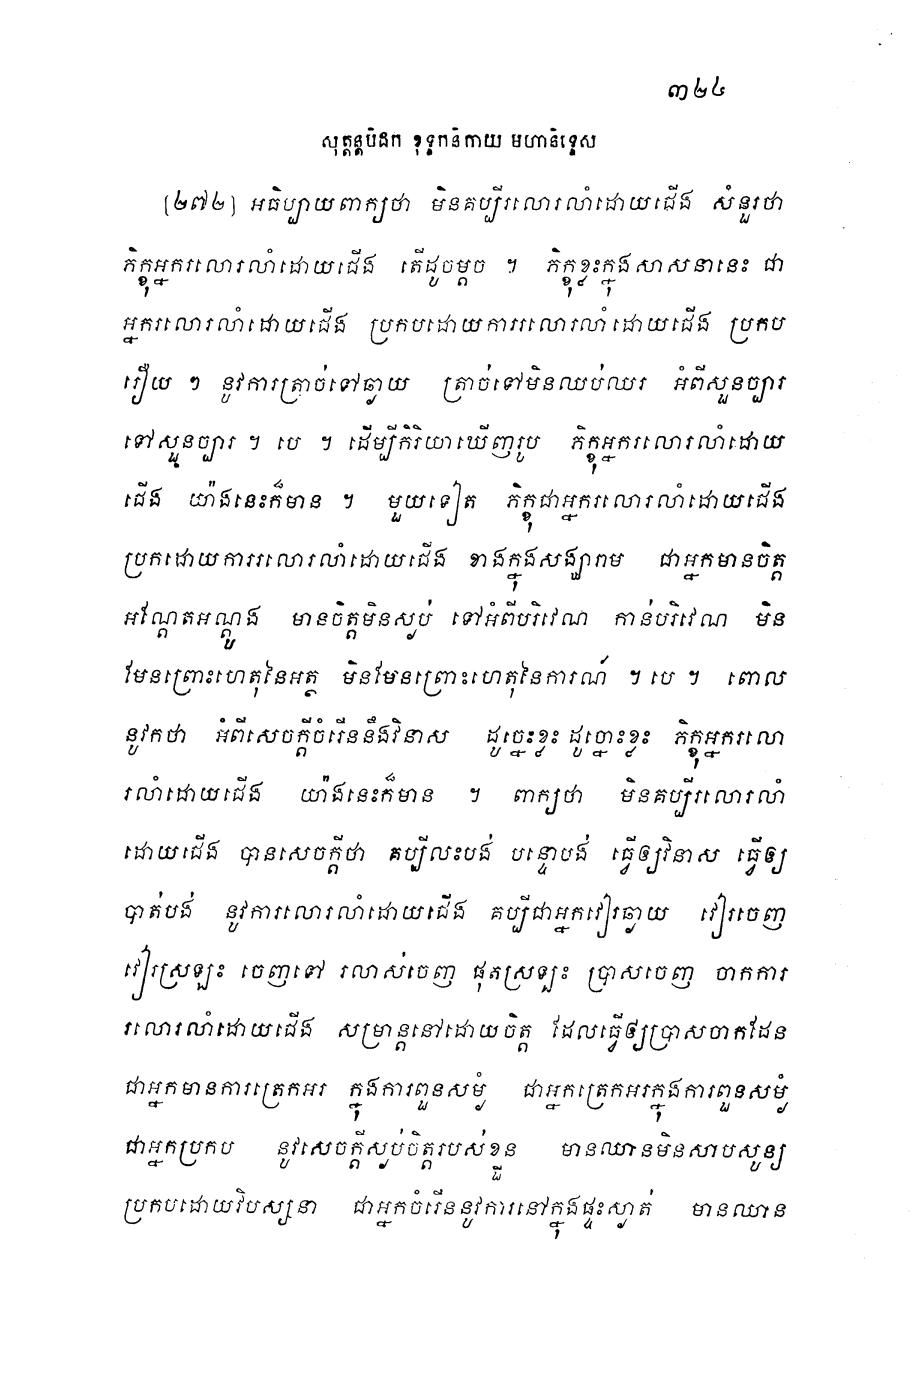 ៣២៤
សុត្តន្តបិដក ខុទ្ទកនិកាយ មហានិទ្ទេស
[២៧២] អធិប្បាយពាក្យថា មិនគប្បីរលោរលាំដោយជើង សំនួរថា
ភិក្ខុអ្នករលោរលាំដោយជើង តើដូចម្តេច ។ ភិក្ខុខ្លះក្នុងសាសនានេះ ជា
អ្នករលោរលាំដោយជើង ប្រកបដោយការរលោរលាំដោយជើង ប្រកប
រឿយ ៗ នូវការត្រាច់ទៅឆ្ងាយ ត្រាច់ទៅមិនឈប់ឈរ អំពីសួនច្បារ
ទៅសួនច្បារ ។ បេ ។ ដើម្បីកិរិយាឃើញរូប ភិក្ខុអ្នករលោរលាំដោយ
ជើង យ៉ាងនេះក៏មាន ។ មួយទៀត ភិក្ខុជាអ្នករលោរលាំដោយជើង
ប្រកដោយការរលោរលាំដោយជើង ខាងក្នុងសង្ឃារាម ជាអ្នកមានចិត្ត
អណ្តែតអណ្តូង មានចិត្តមិនស្ងប់ ទៅអំពីបរិវេណ កាន់បរិវេណ មិន
មែនព្រោះហេតុនៃអត្ថ មិនមែនព្រោះហេតុនៃការណ៍ ។ បេ ។ ពោល
នូវកថា អំពីសេចក្តីចំរើននឹងវិនាស ដូច្នេះខ្លះ ដូច្នោះខ្លះ ភិក្ខុអ្នករលោ
រលាំដោយជើង យ៉ាងនេះក៏មាន ។ ពាក្យថា មិនគប្បីរលោរលាំ
ដោយជើង បានសេចក្តីថា គប្បីលះបង់ បន្ទោបង់ ធ្វើឲ្យវិនាស ធ្វើឲ្យ
បាត់បង់ នូវការរលោរលាំដោយជើង គប្បីជាអ្នកវៀរឆ្ងាយ វៀរចេញ
វៀរស្រឡះ ចេញទៅ រលាស់ចេញ ផុតស្រឡះ ប្រាសចេញ ចាកការ
រលោរលាំដោយជើង សម្រាន្តនៅដោយចិត្ត ដែលធ្វើឲ្យប្រាសចាកដែន
ជាអ្នកមានការត្រេកអរ ក្នុងការពួនសម្ងំ ជាអ្នកត្រេកអរក្នុងការពួនសម្ងំ
ជាអ្នកប្រកប នូវសេចក្តីស្ងប់ចិត្តរបស់ខ្លួន មានឈានមិនសាបសូន្យ
ប្រកបដោយវិបស្សនា ជាអ្នកចំរើននូវការនៅក្នុងផ្ទះស្ងាត់ មានឈាន